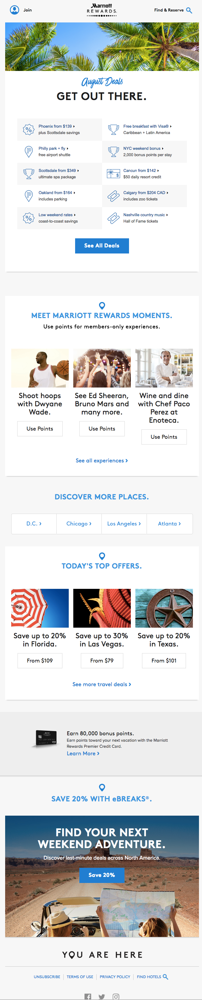 Join
Marriott
REWARDS.
Find & Reserve
August Deals
GET OUT THERE.
%
Phoenix from $139
plus Scottsdale savings
Free breakfast with Visa®
Caribbean + Latin America
P
Philly park + fly
free airport shuttle
NYC weekend bonus
2,000 bonus points per stay
Scottsdale from $349
ultimate spa package
$
Cancun from $142
$50 daily resort credit
P
Oakland from $164
includes parking
Calgary from $204 CAD
includes zoo tickets
%
Low weekend rates
coast-to-coast savings
Nashville country music
Hall of Fame tickets
See All Deals
MEET MARRIOTT REWARDS MOMENTS.
Use points for members-only experiences.
Shoot hoops
with Dwyane
Wade.
Use Points
See Ed Sheeran,
Bruno Mars and
many more.
Use Points
Wine and dine
with Chef Paco
Perez at
Enoteca.
Use Points
See all experiences ›
DISCOVER MORE PLACES.
D.C. ›
Chicago ›
Los Angeles ›
Atlanta ›
TODAY'S TOP OFFERS.
Save up to 20%
in Florida.
From $109
Save up to 30%
in Las Vegas.
From $79
Save up to 20%
in Texas.
From $101
See more travel deals ›
Marriott
REWARDS
VISA
Earn 80,000 bonus points.
Earn points toward your next vacation with the Marriott
Rewards Premier Credit Card.
Learn More ›
SAVE 20% WITH eBREAKS®.
FIND YOUR NEXT
WEEKEND ADVENTURE.
Discover last-minute deals across North America.
Save 20%
YOU ARE HERE
UNSUBSCRIBE
TERMS OF USE
PRIVACY POLICY
FIND HOTELS